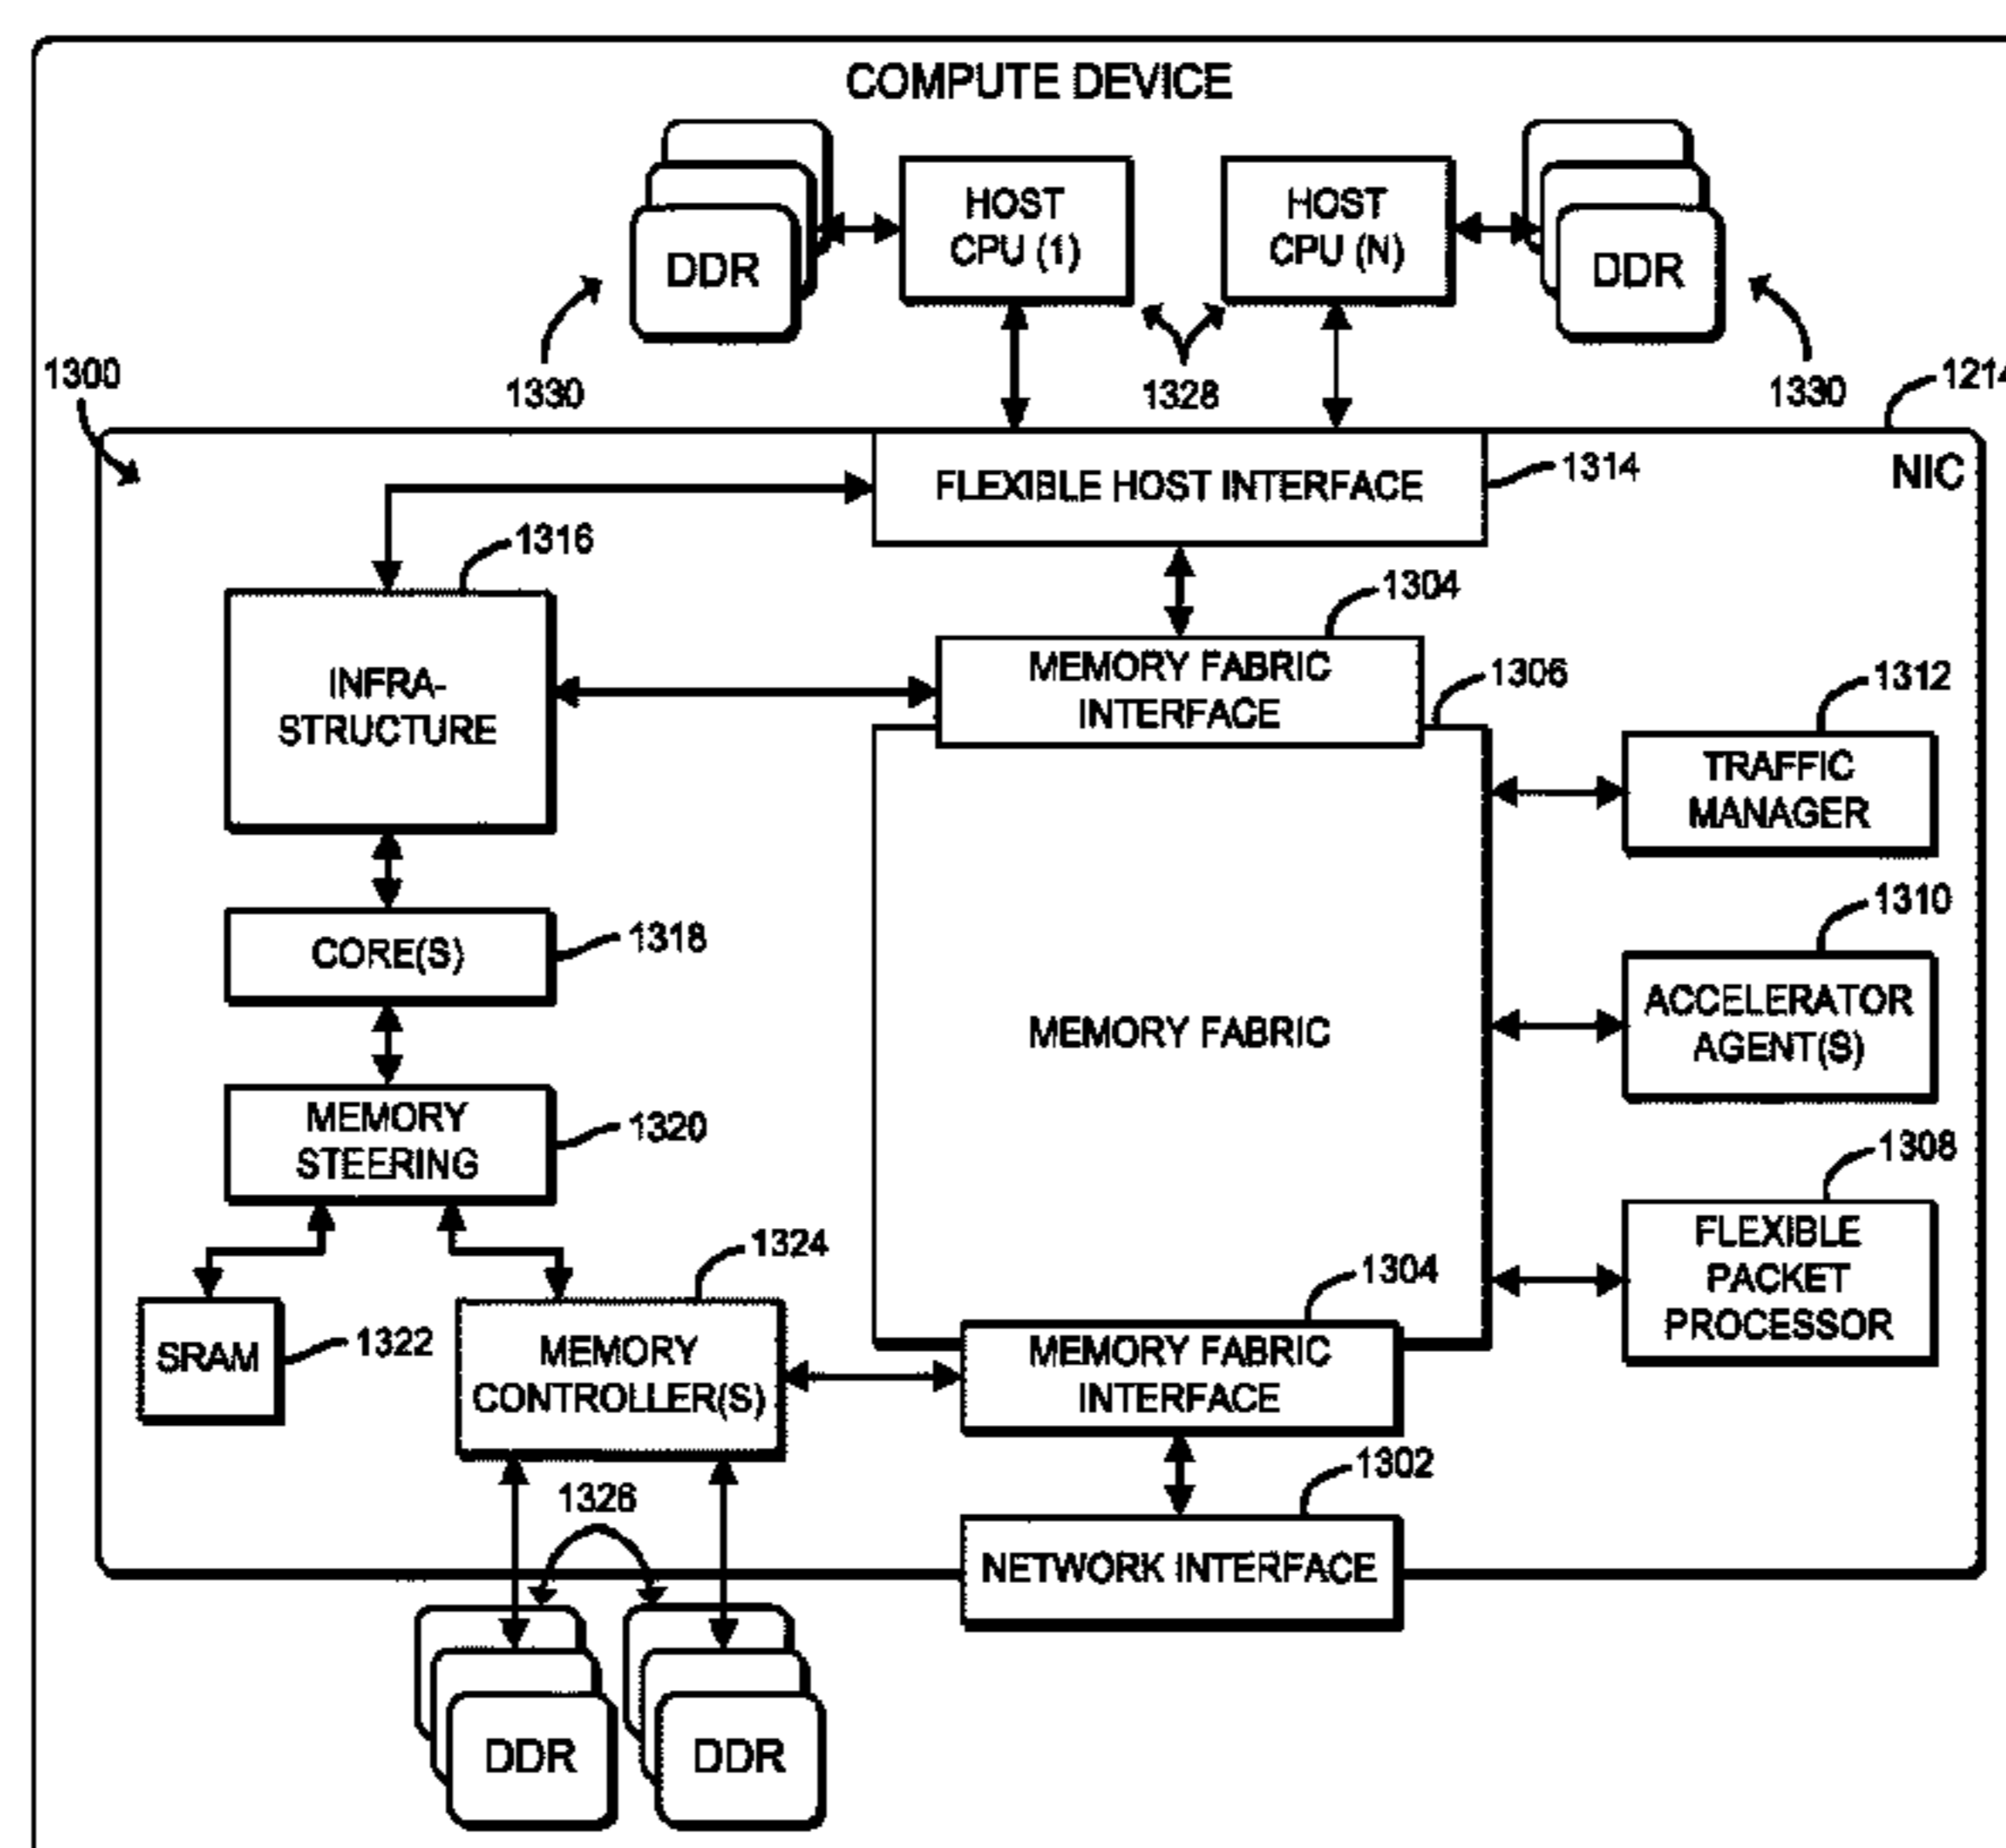 COMPUTE DEVICE
DDR
HOST
CPU (1)
HOST
CPU (N)
DDR
1330
1328
1330
1300
1214
NIC
FLEXIBLE HOST INTERFACE
1314
1316
1304
INFRA-
STRUCTURE
MEMORY FABRIC
INTERFACE
1306
1312
TRAFFIC
MANAGER
CORE(S)
1318
1310
MEMORY FABRIC
ACCELERATOR
AGENT(S)
MEMORY
STEERING
1320
1308
FLEXIBLE
PACKET
PROCESSOR
1324
1304
SRAM
1322
MEMORY
CONTROLLER(S)
MEMORY FABRIC
INTERFACE
1302
1326
NETWORK INTERFACE
DDR
DDR